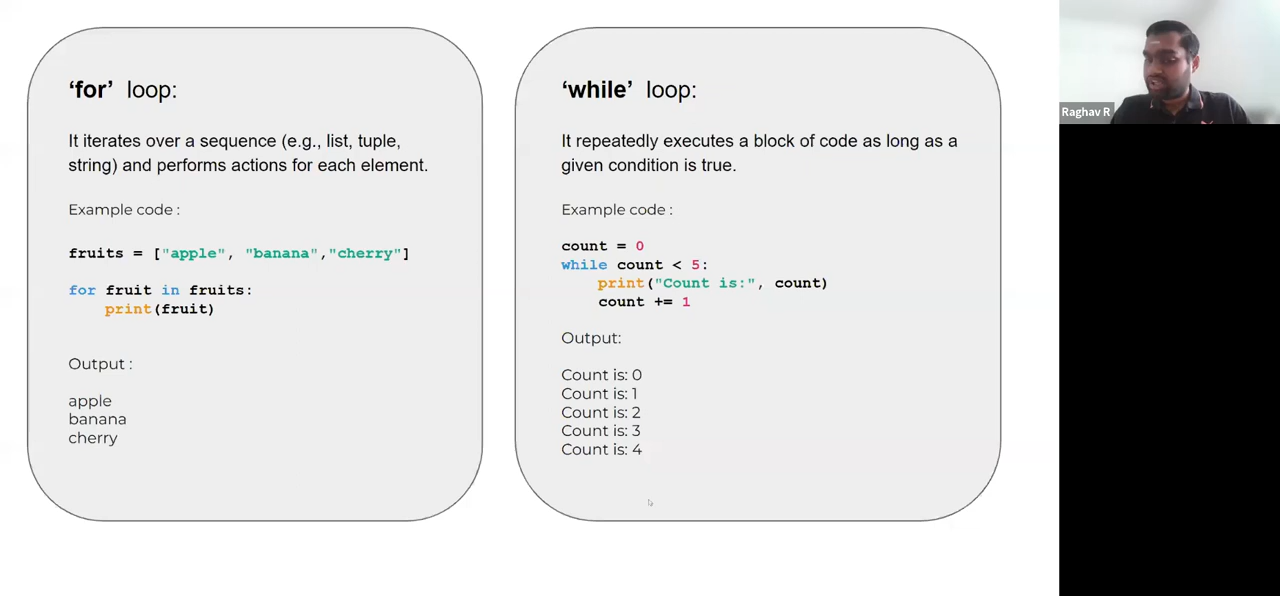 ‘for’ loop:
It iterates over a sequence (e.g., list, tuple,
string) and performs actions for each element.
Example code :
fruits = ["apple", "banana","cherry"]
for fruit in fruits:
    print(fruit)
Output :
apple
banana
cherry
‘while’ loop:
It repeatedly executes a block of code as long as a
given condition is true.
Example code :
count = 0
while count < 5:
    print("Count is:", count)
    count += 1
Output:
Count is: 0
Count is: 1
Count is: 2
Count is: 3
Count is: 4
Raghav R